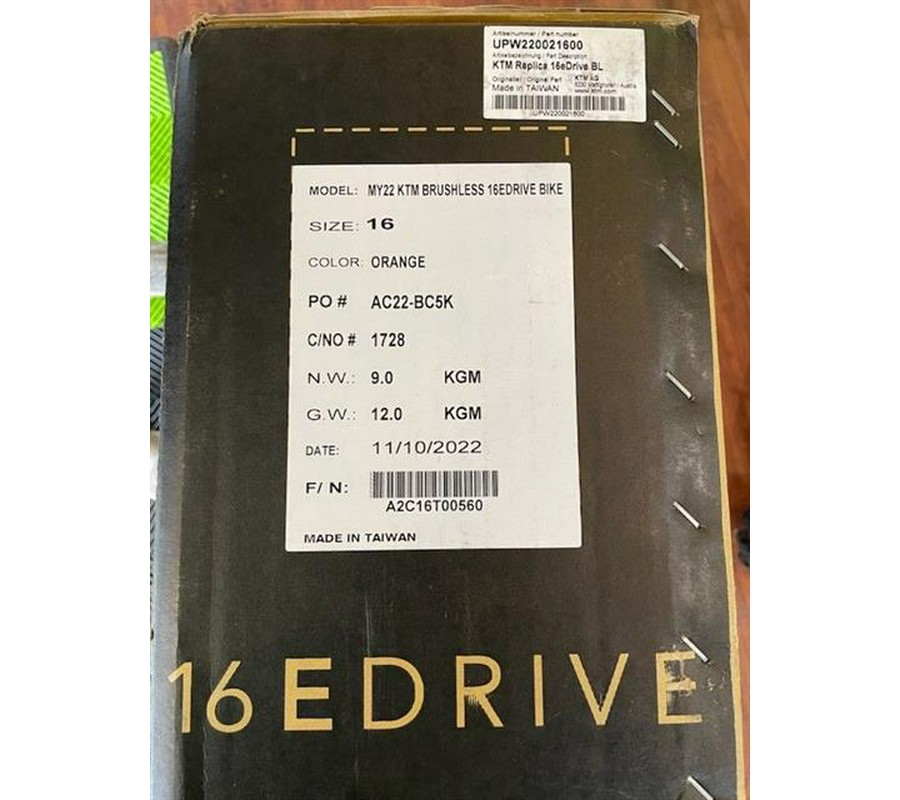 Artikelnummer / Part number
UPW220021600
Artikelbezeichnung / Part Description
KTM Replica 16eDrive BL
Originalteil / Original Part KTM AG
Made in TAIWAN 5230 Mattighofen / Austria
www.ktm.com
UPW220021600
MODEL: MY22 KTM BRUSHLESS 16EDRIVE BIKE
SIZE: 16
COLOR: ORANGE
PO # AC22-BC5K
C/NO # 1728
N.W.: 9.0 KGM
G.W.: 12.0 KGM
DATE: 11/10/2022
F/ N:
A2C16T00560
MADE IN TAIWAN
16EDRIVE